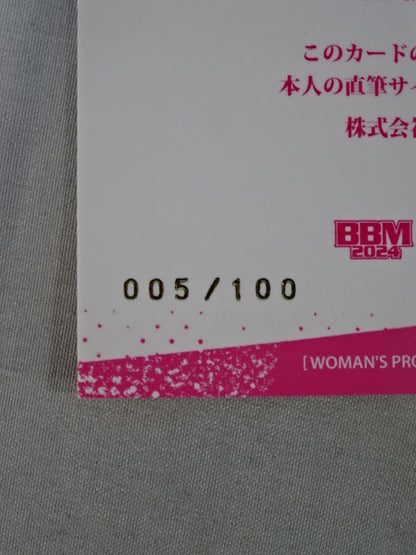 このカードの
本人の直筆サイ
株式会社
BBM
2024
005/100
[WOMAN'S PRO